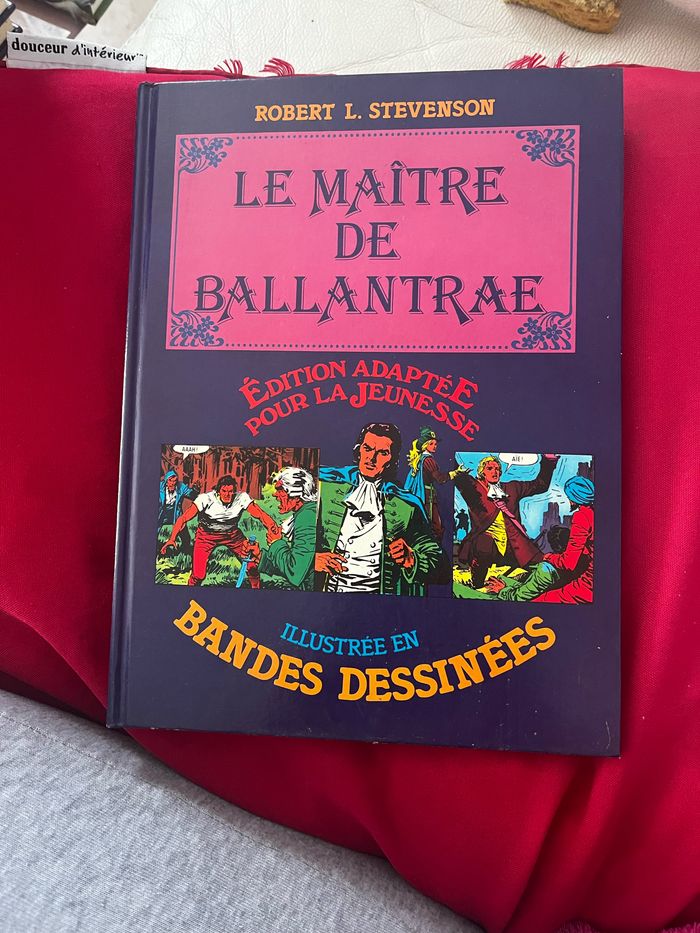 douceur d'intérieur
ROBERT L. STEVENSON
LE MAÎTRE
DE
BALLANTRAE
ÉDITION ADAPTÉE
POUR LA JEUNESSE
AAAH!
AÏE!
ILLUSTRÉE EN
BANDES DESSINÉES